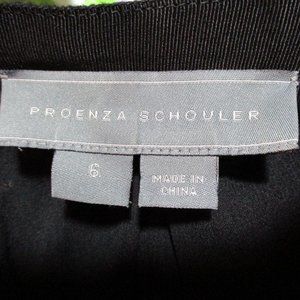 PROENZA SCHOULER
6
MADE IN
CHINA